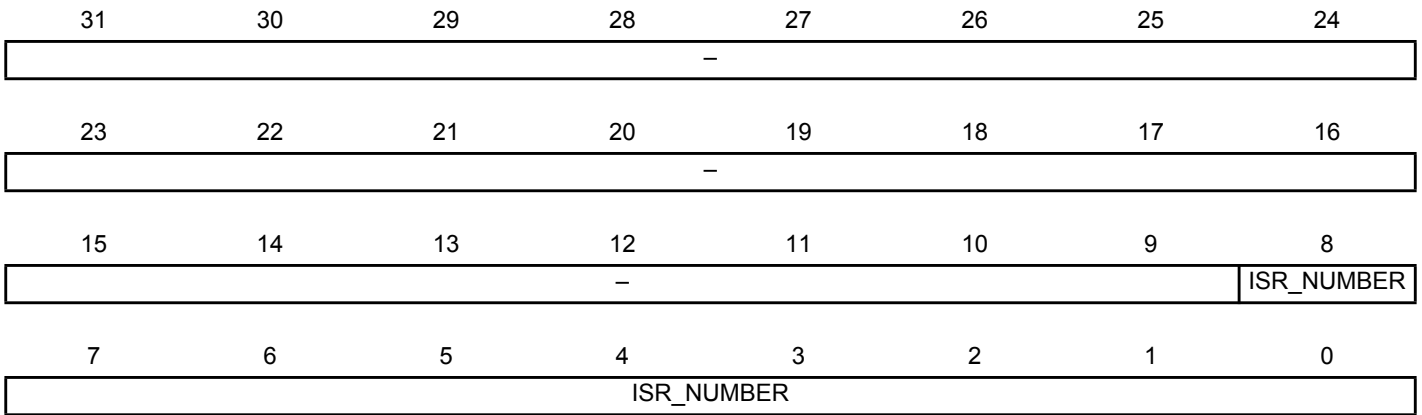 31 30 29 28 27 26 25 24
–
23 22 21 20 19 18 17 16
–
15 14 13 12 11 10 9 8
– ISR_NUMBER
7 6 5 4 3 2 1 0
ISR_NUMBER